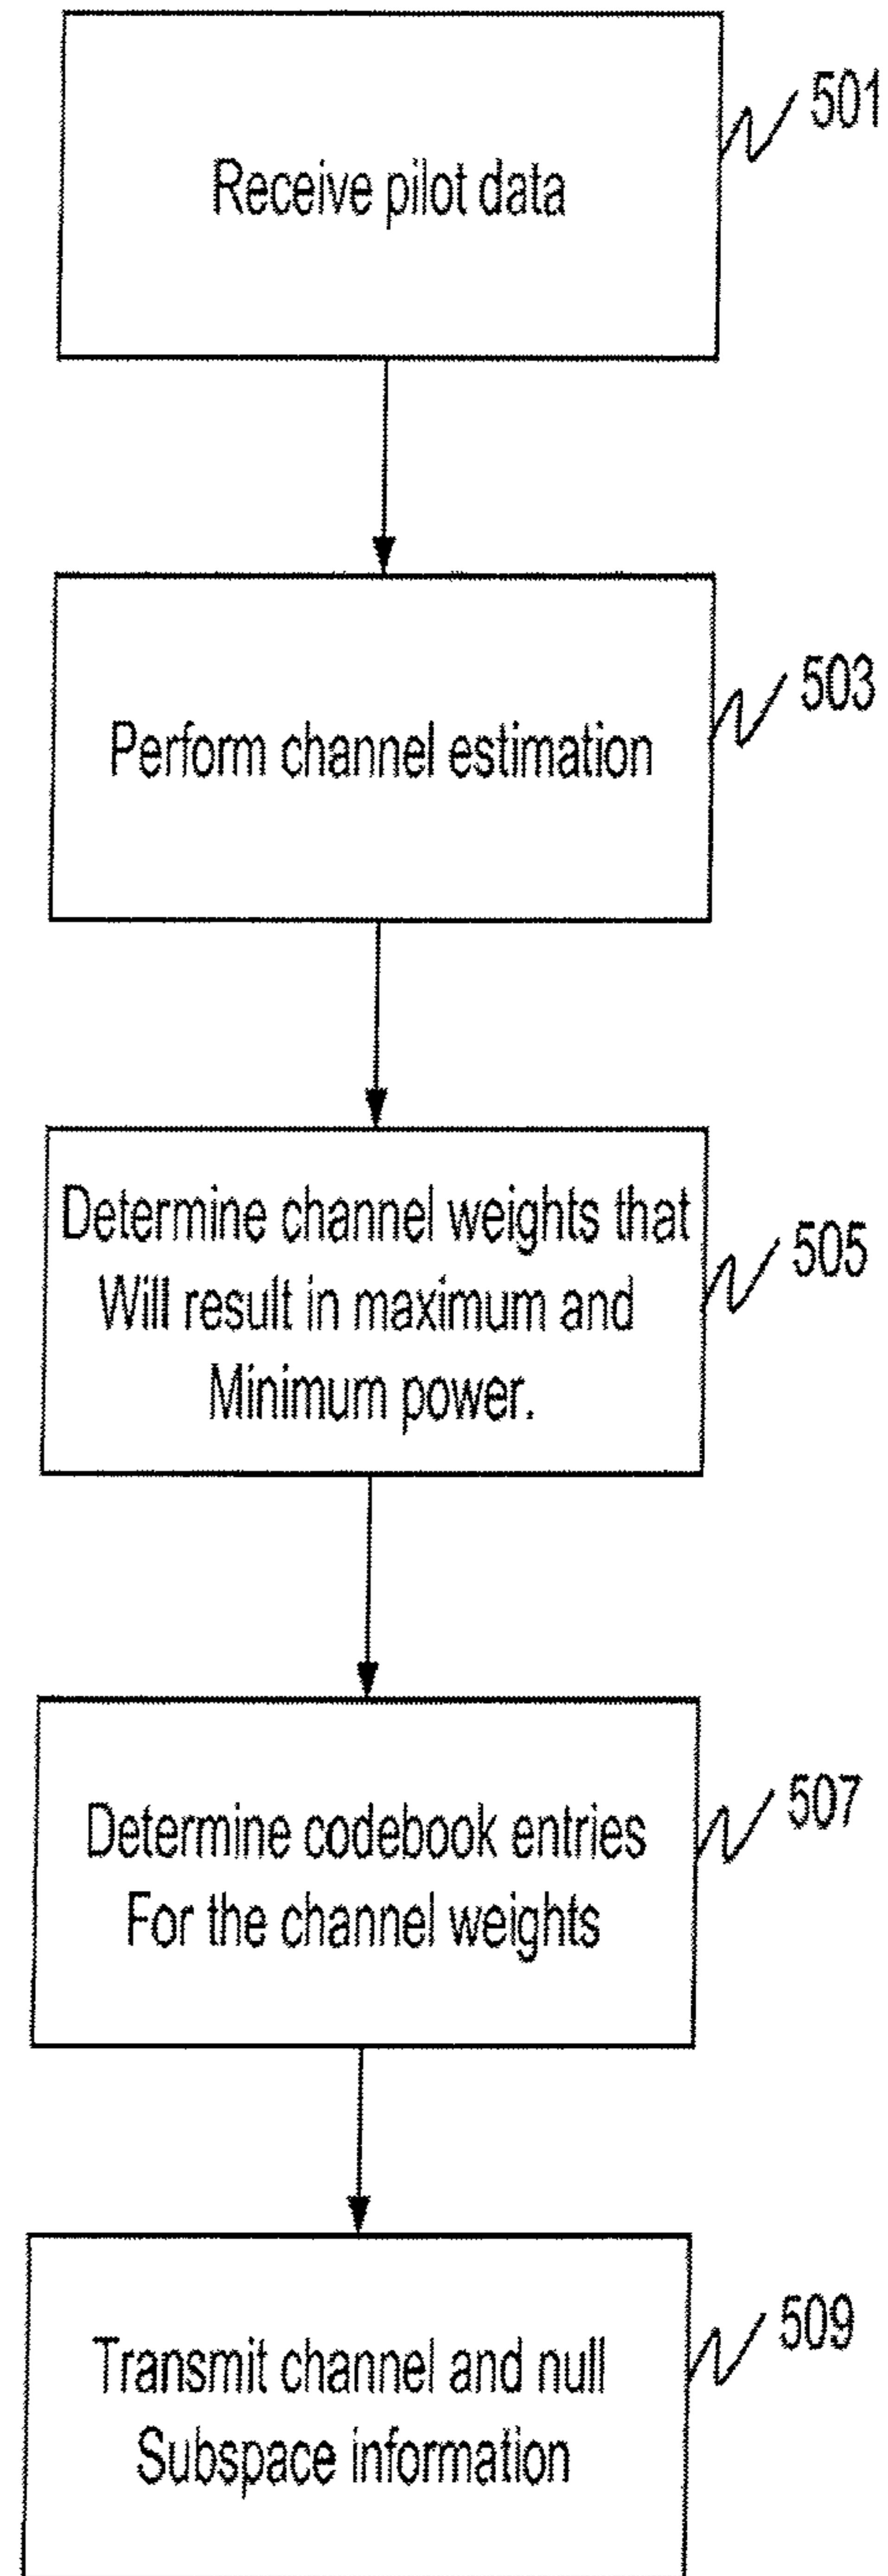 Receive pilot data
501
Perform channel estimation
503
Determine channel weights that
Will result in maximum and
Minimum power.
505
Determine codebook entries
For the channel weights
507
Transmit channel and null
Subspace information
509